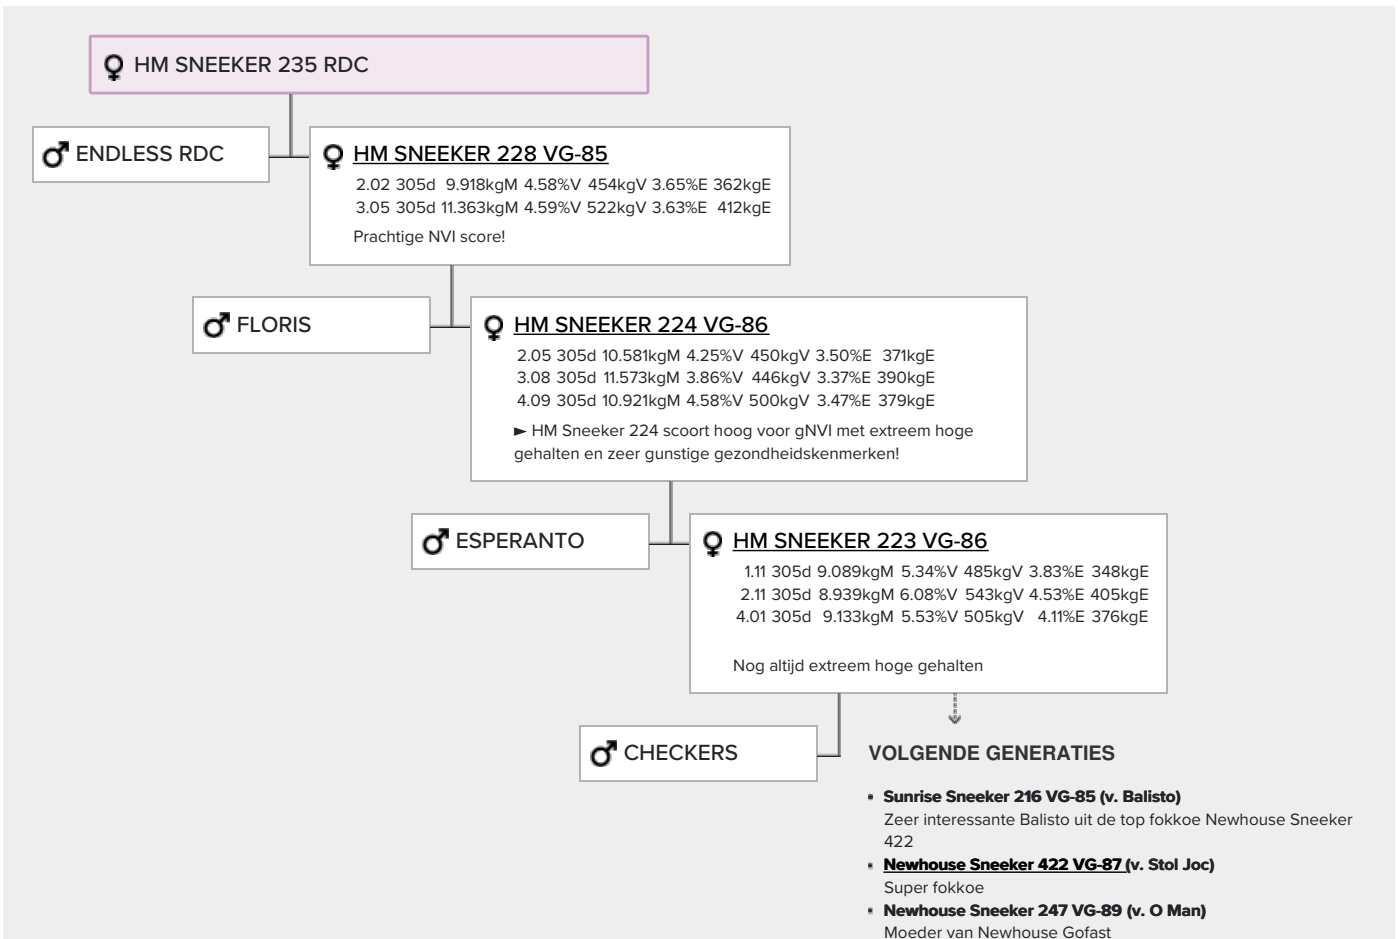 HM SNEEKER 235 RDC
ENDLESS RDC
HM SNEEKER 228 VG-85
2.02 305d 9.918kgM 4.58%V 454kgV 3.65%E 362kgE
3.05 305d 11.363kgM 4.59%V 522kgV 3.63%E 412kgE
Prachtige NVI score!
FLORIS
HM SNEEKER 224 VG-86
2.05 305d 10.581kgM 4.25%V 450kgV 3.50%E 371kgE
3.08 305d 11.573kgM 3.86%V 446kgV 3.37%E 390kgE
4.09 305d 10.921kgM 4.58%V 500kgV 3.47%E 379kgE
► HM Sneeker 224 scoort hoog voor gNVI met extreem hoge
gehalten en zeer gunstige gezondheidskenmerken!
ESPERANTO
HM SNEEKER 223 VG-86
1.11 305d 9.089kgM 5.34%V 485kgV 3.83%E 348kgE
2.11 305d 8.939kgM 6.08%V 543kgV 4.53%E 405kgE
4.01 305d 9.133kgM 5.53%V 505kgV 4.11%E 376kgE
Nog altijd extreem hoge gehalten
CHECKERS
VOLGENDE GENERATIES
▪ Sunrise Sneeker 216 VG-85 (v. Balisto)
Zeer interessante Balisto uit de top fokkoe Newhouse Sneeker
422
▪ Newhouse Sneeker 422 VG-87 (v. Stol Joc)
Super fokkoe
▪ Newhouse Sneeker 247 VG-89 (v. O Man)
Moeder van Newhouse Gofast